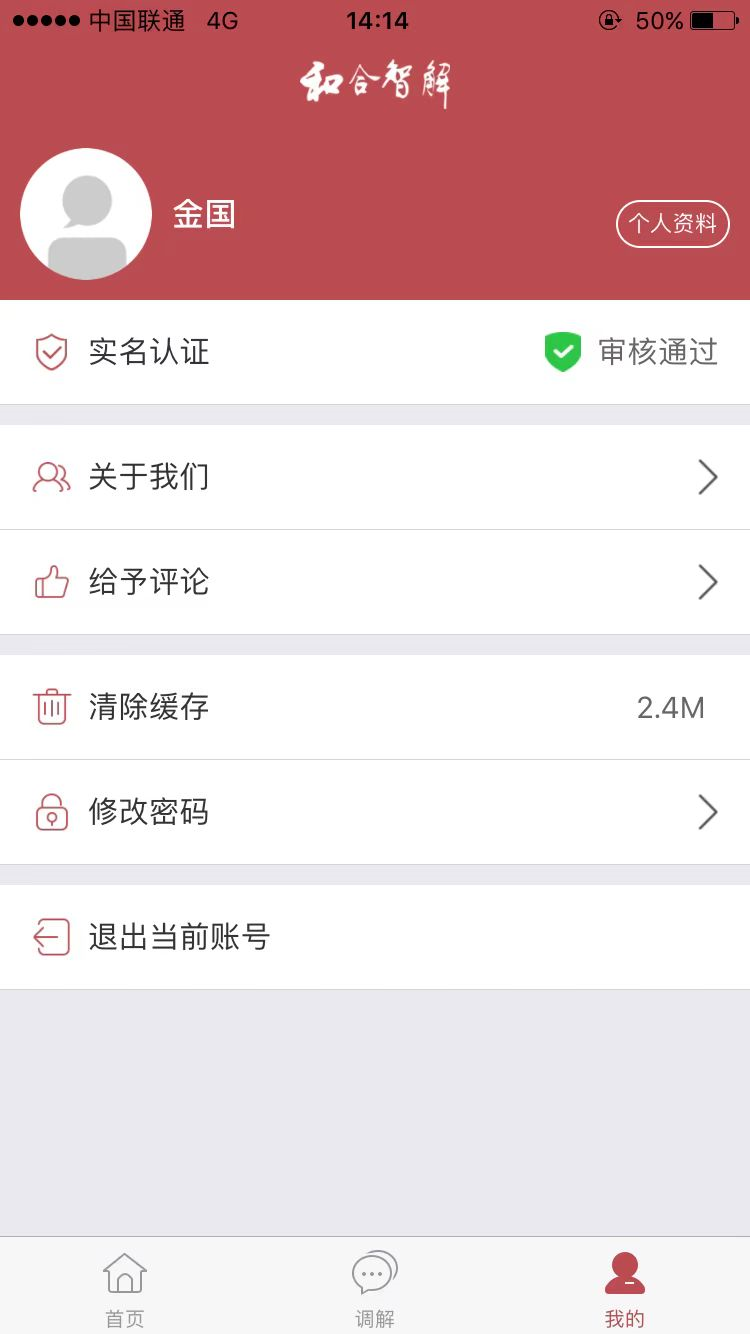 中国联通 4G 14:14 50%
和合智解
金国
个人资料
实名认证 审核通过
关于我们
给予评论
清除缓存 2.4M
修改密码
退出当前账号
首页 调解 我的